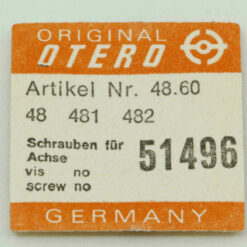 ORIGINAL
OTERO
Artikel Nr. 48.60
48 481 482
Schrauben für
Achse
51496
vis no
screw no
GERMANY